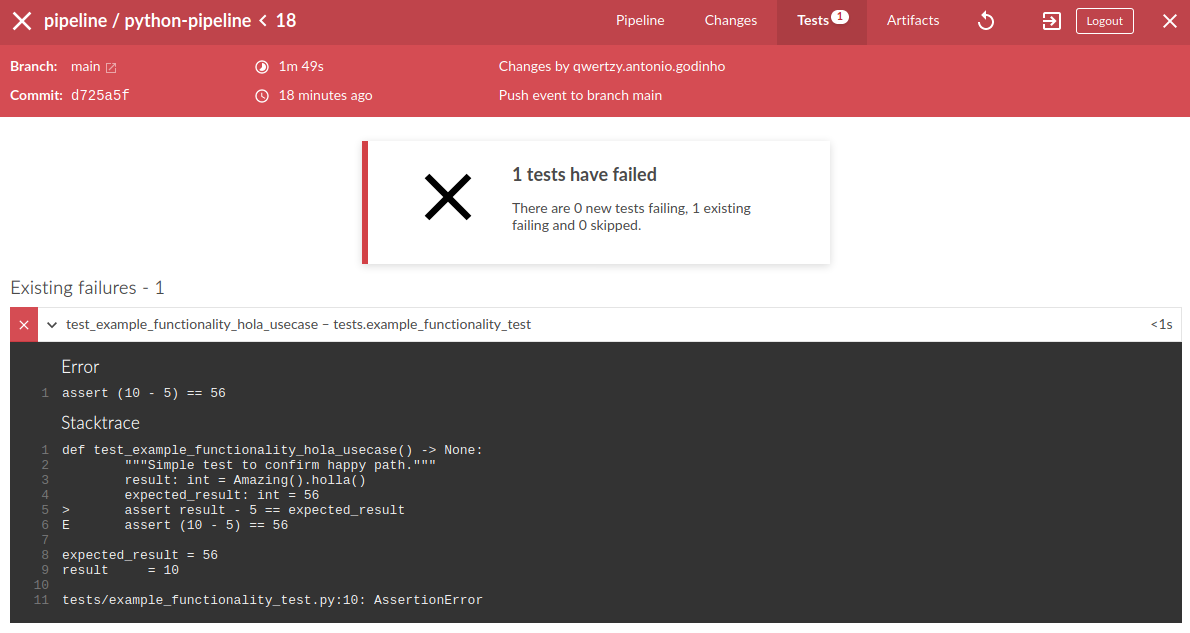 pipeline / python-pipeline < 18
Pipeline Changes Tests 1 Artifacts Logout
Branch: main 1m 49s Changes by qwertzy.antonio.godinho
Commit: d725a5f 18 minutes ago Push event to branch main
1 tests have failed
There are 0 new tests failing, 1 existing
failing and 0 skipped.
Existing failures - 1
test_example_functionality_hola_usecase – tests.example_functionality_test <1s
Error
1 assert (10 - 5) == 56
Stacktrace
1 def test_example_functionality_hola_usecase() -> None:
2         """Simple test to confirm happy path."""
3         result: int = Amazing().holla()
4         expected_result: int = 56
5 >       assert result - 5 == expected_result
6 E       assert (10 - 5) == 56
7
8 expected_result = 56
9 result     = 10
10
11 tests/example_functionality_test.py:10: AssertionError